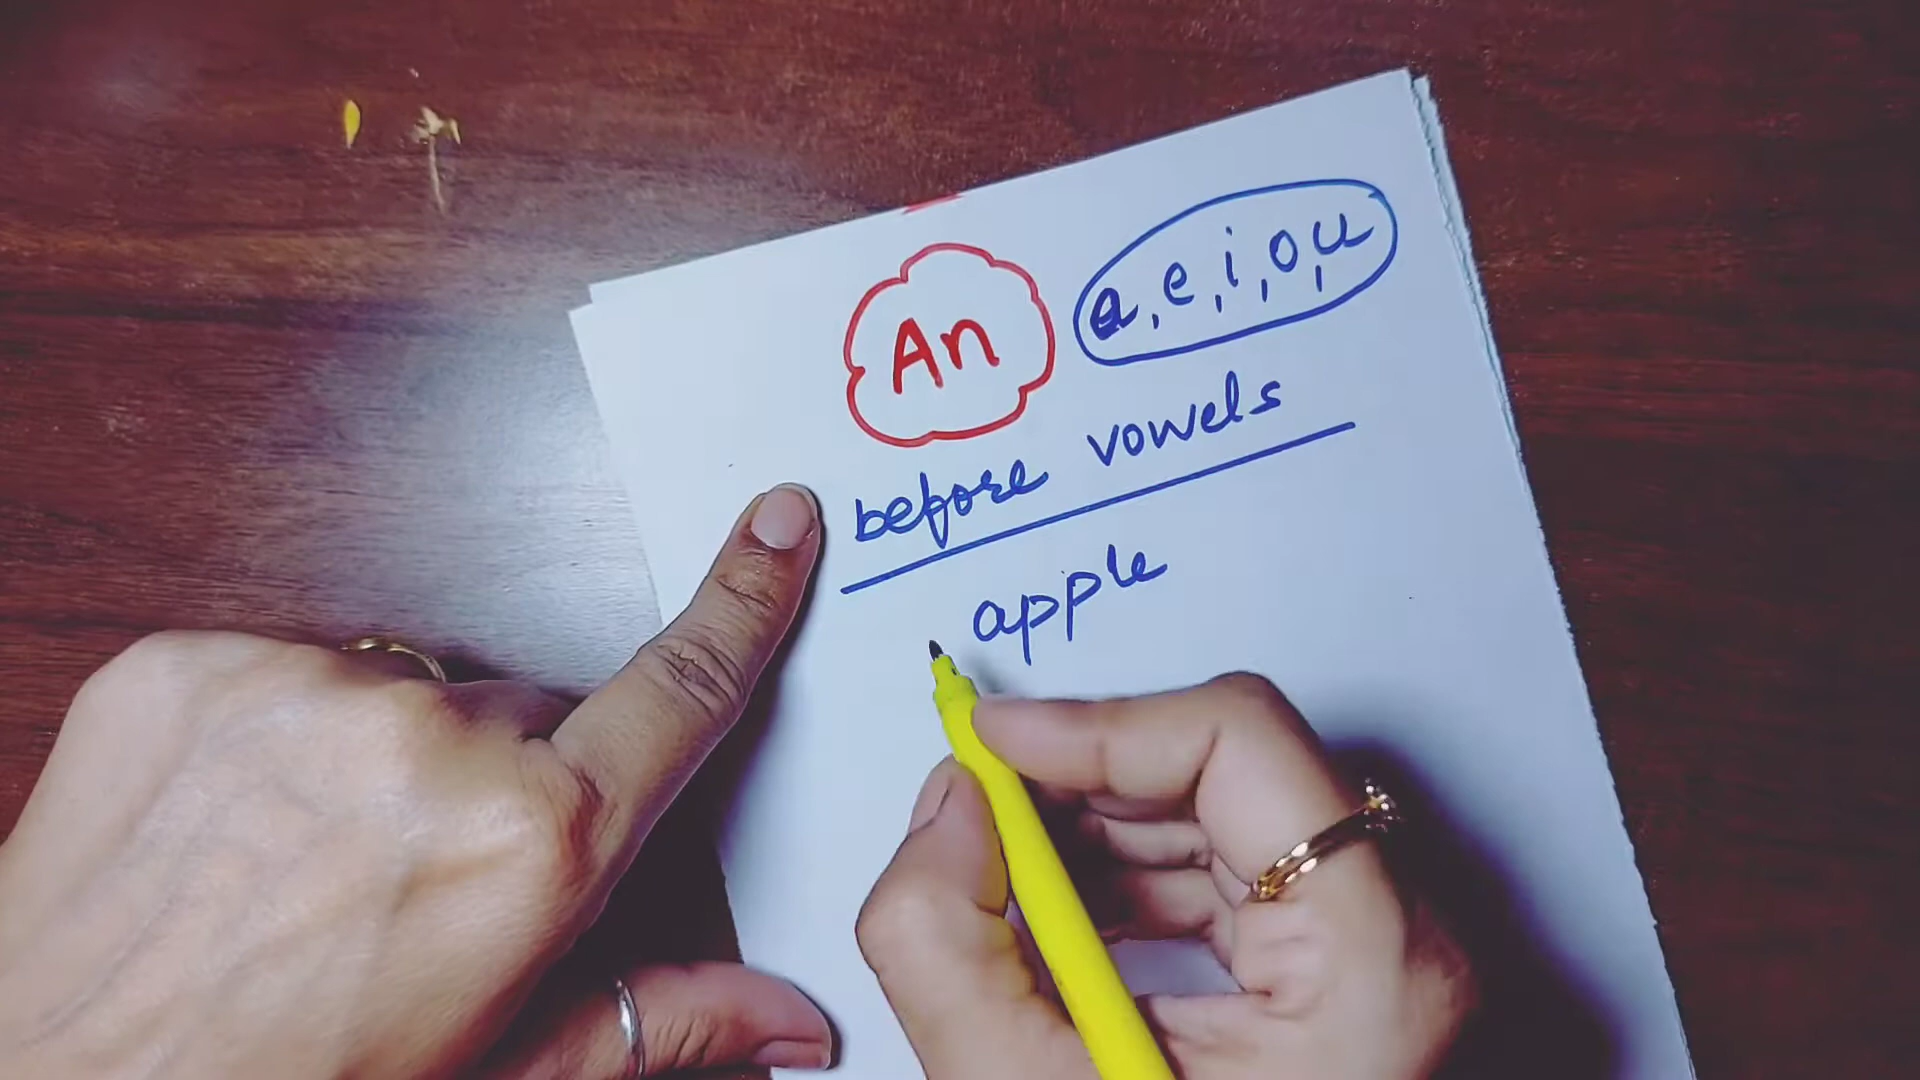 An a, e, i, o, u
before vowels
apple